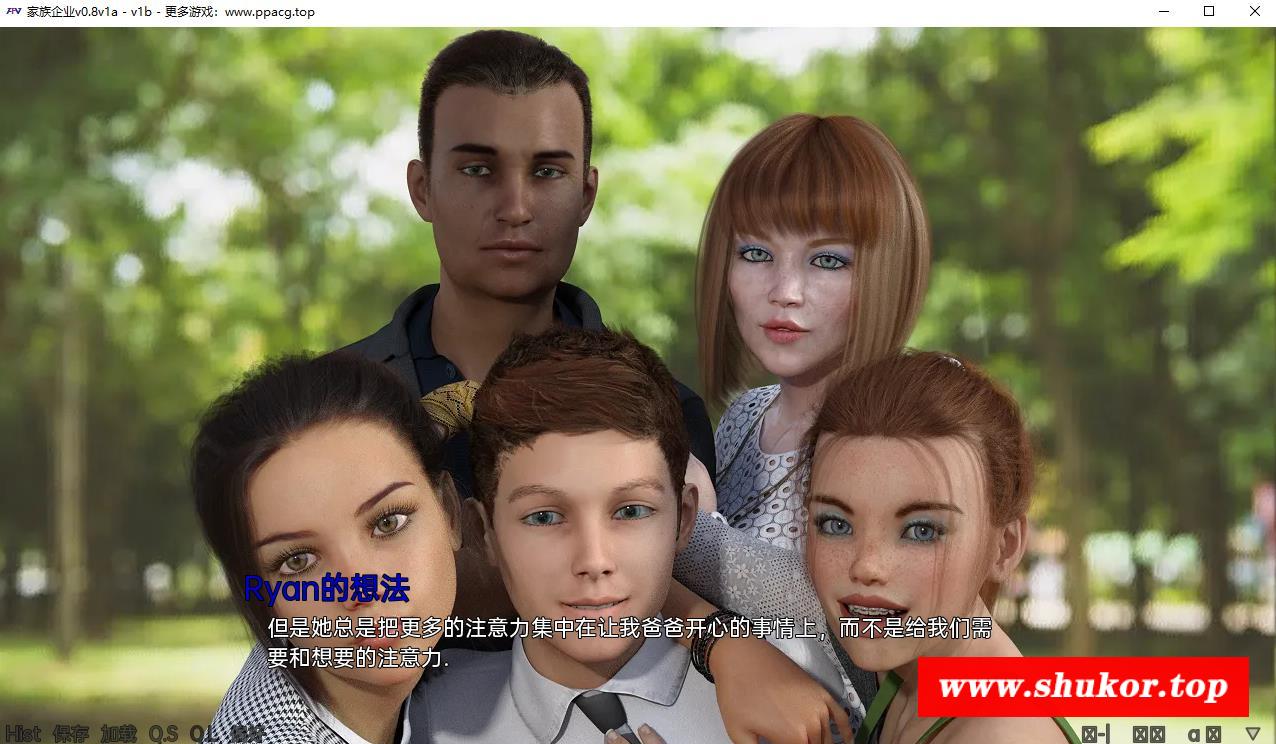 家族企业v0.8v1a - v1b - 更多游戏：www.ppacg.top
Ryan的想法
但是她总是把更多的注意力集中在让我爸爸开心的事情上，而不是给我们需
要和想要的注意力.
www.shukor.top
Hist 保存 加载 Q.S Q.L